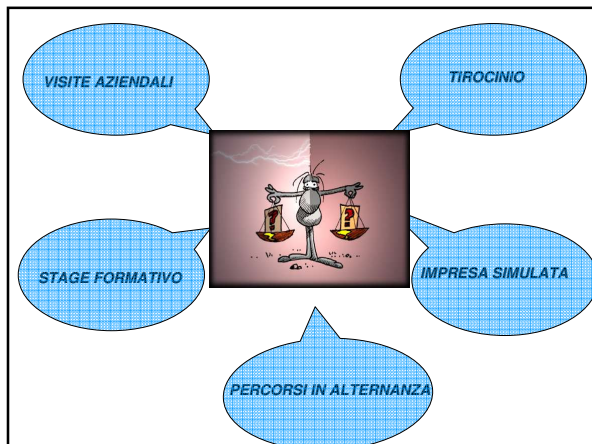 VISITE AZIENDALI
TIROCINIO
? ?
STAGE FORMATIVO
IMPRESA SIMULATA
PERCORSI IN ALTERNANZA